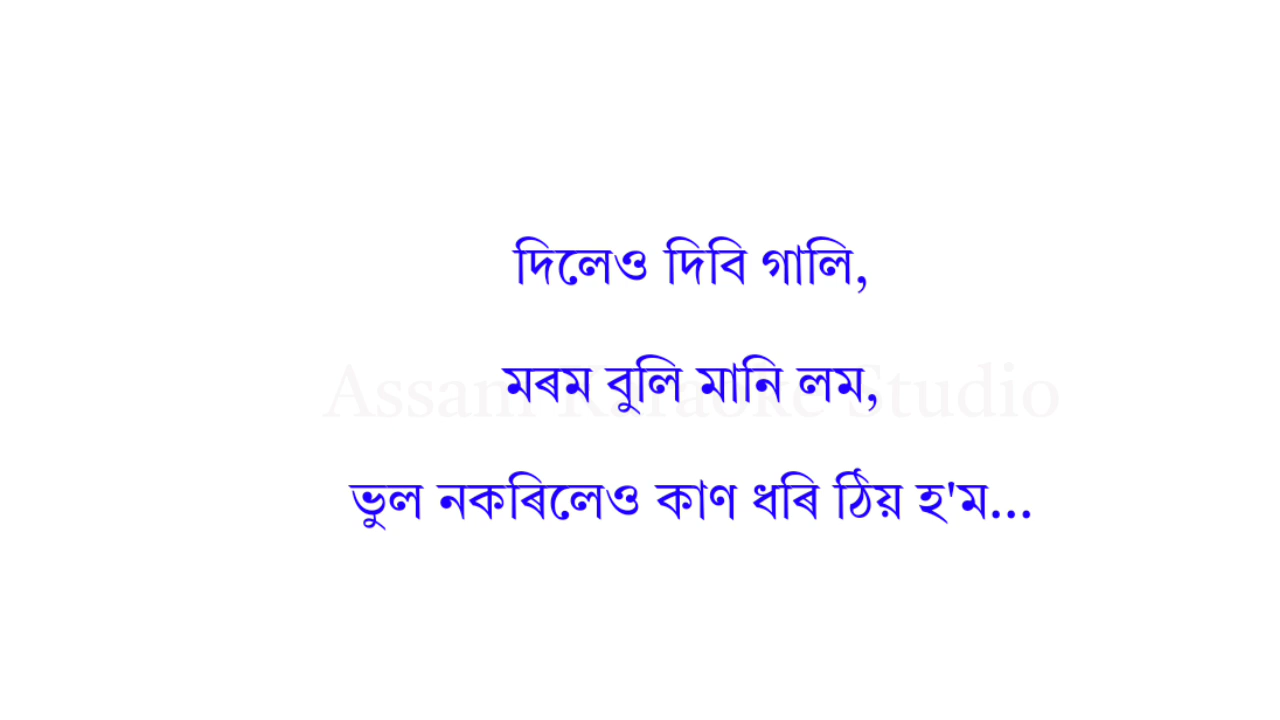 দিলেও দিবি গালি,
মৰম বুলি মানি লম,
Assam Karaoke Studio
ভুল নকৰিলেও কাণ ধৰি ঠিয় হ'ম...